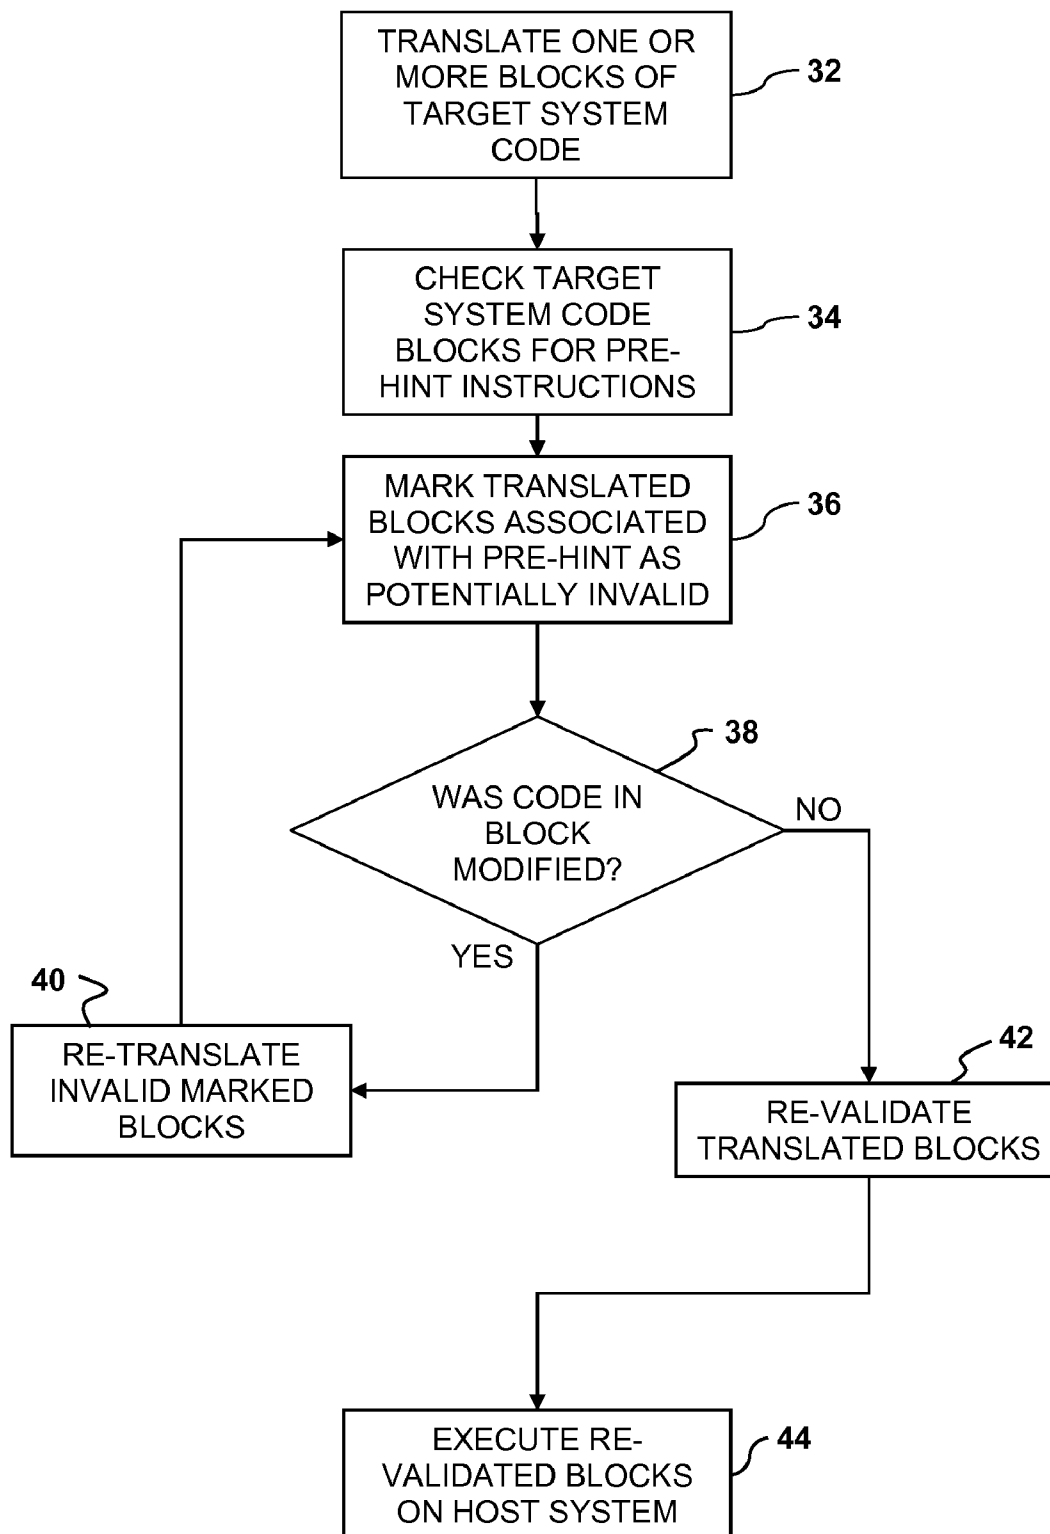 TRANSLATE ONE OR
MORE BLOCKS OF
TARGET SYSTEM
CODE
32
CHECK TARGET
SYSTEM CODE
BLOCKS FOR PRE-
HINT INSTRUCTIONS
34
MARK TRANSLATED
BLOCKS ASSOCIATED
WITH PRE-HINT AS
POTENTIALLY INVALID
36
38
WAS CODE IN
BLOCK
MODIFIED?
NO
YES
40
RE-TRANSLATE
INVALID MARKED
BLOCKS
42
RE-VALIDATE
TRANSLATED BLOCKS
EXECUTE RE-
VALIDATED BLOCKS
ON HOST SYSTEM
44